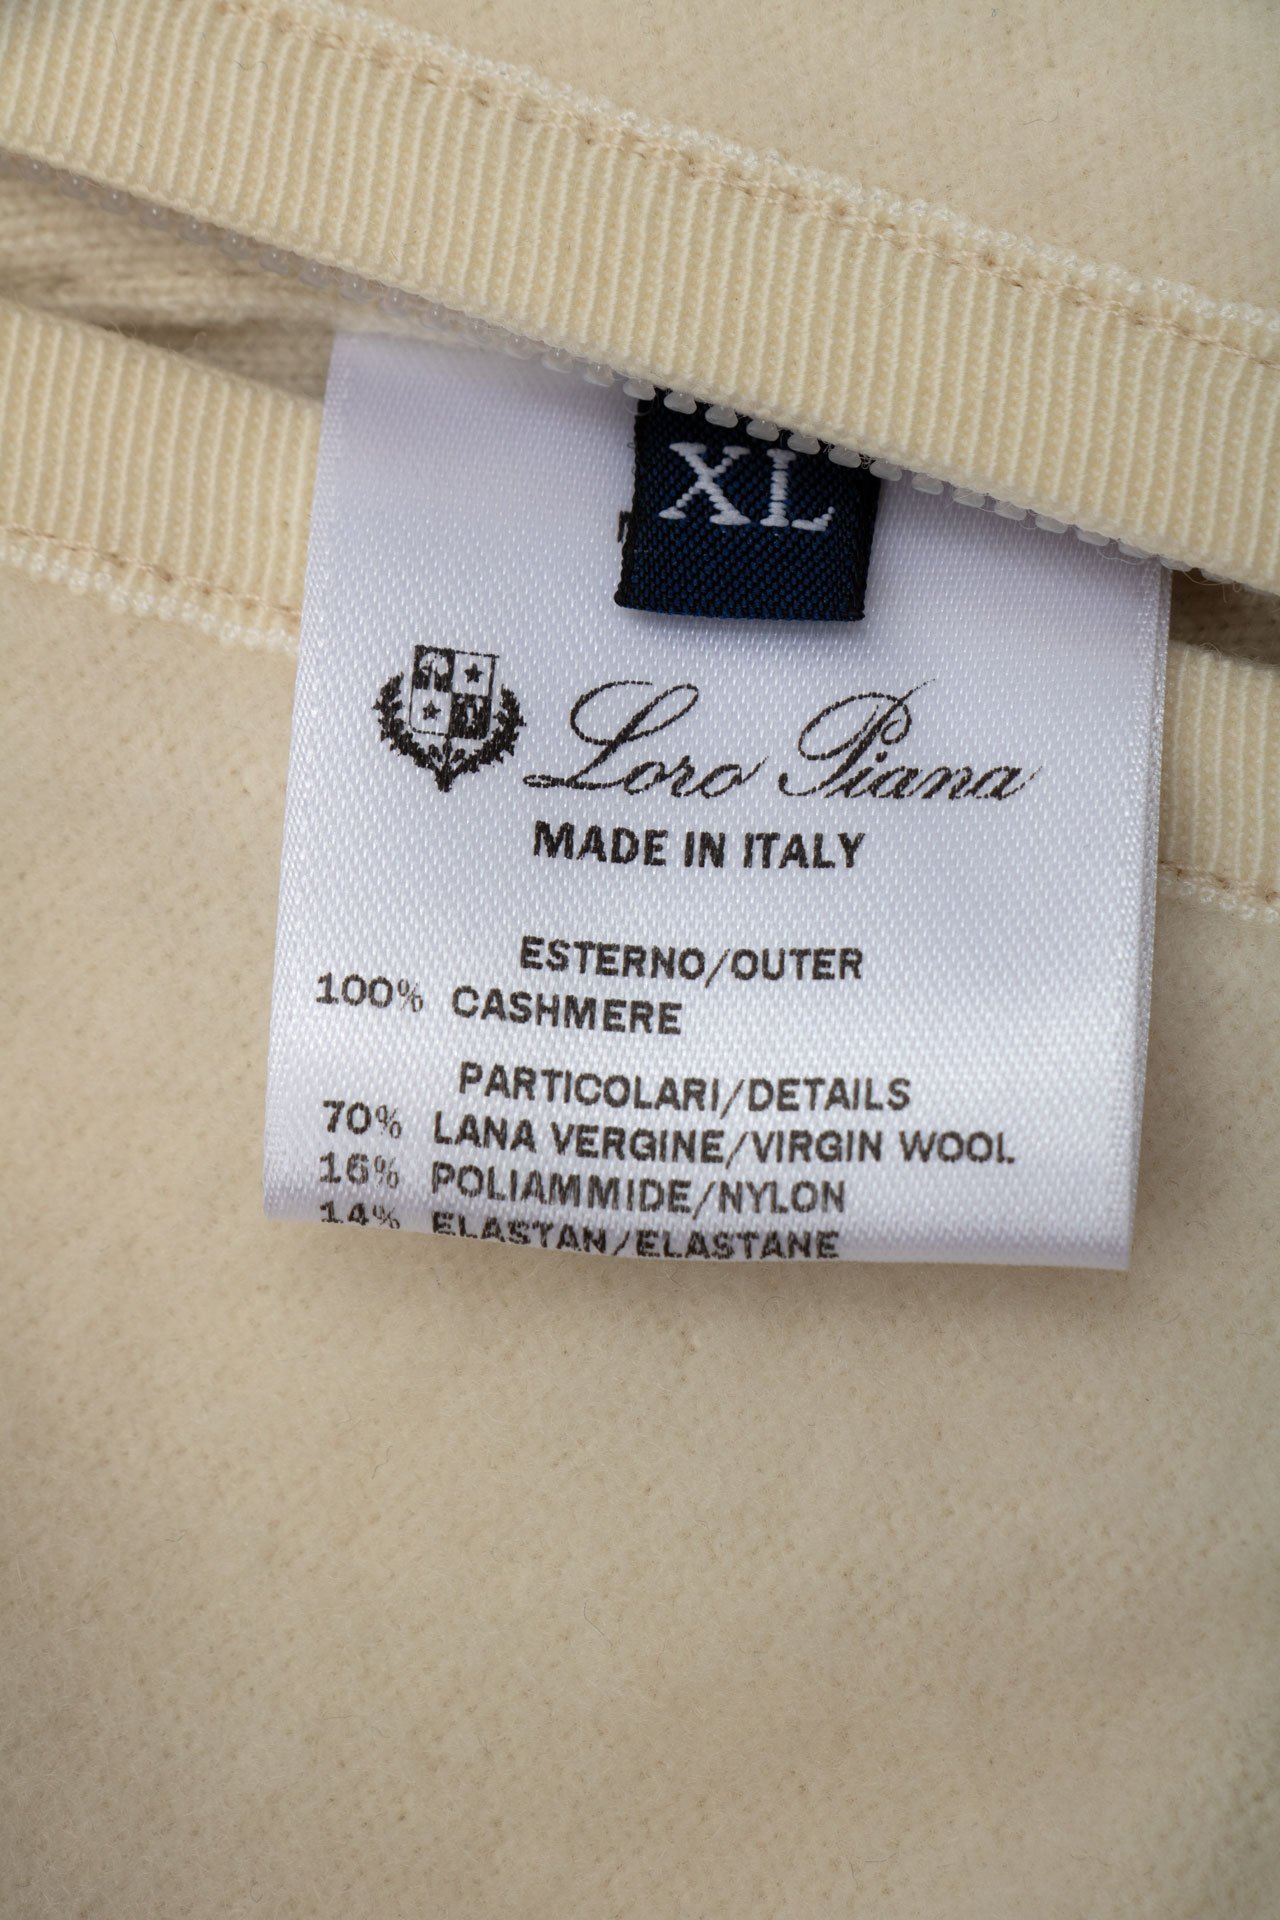 XL
Loro Piana
MADE IN ITALY
ESTERNO/OUTER
100% CASHMERE
PARTICOLARI/DETAILS
70% LANA VERGINE/VIRGIN WOOL
16% POLIAMMIDE/NYLON
14% ELASTAN/ELASTANE